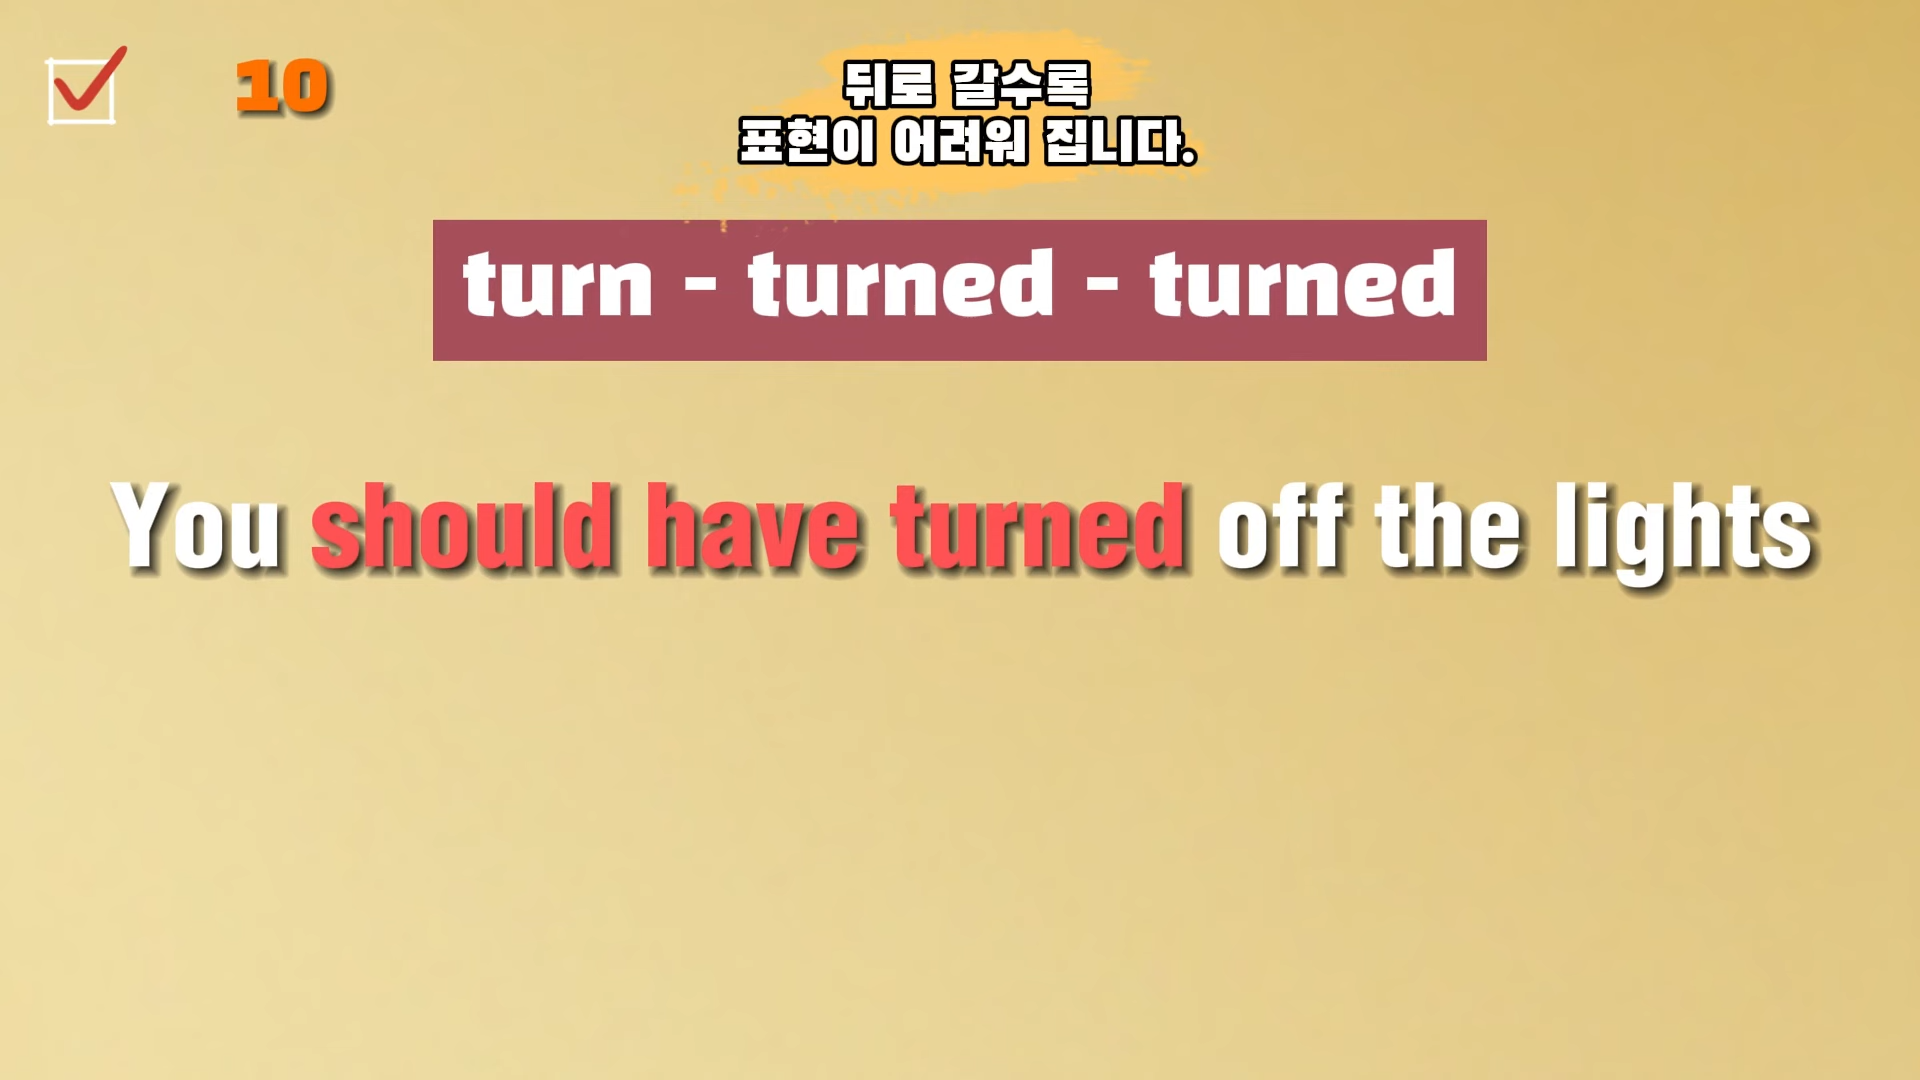 10
뒤로 갈수록
표현이 어려워 집니다.
turn - turned - turned
You should have turned off the lights